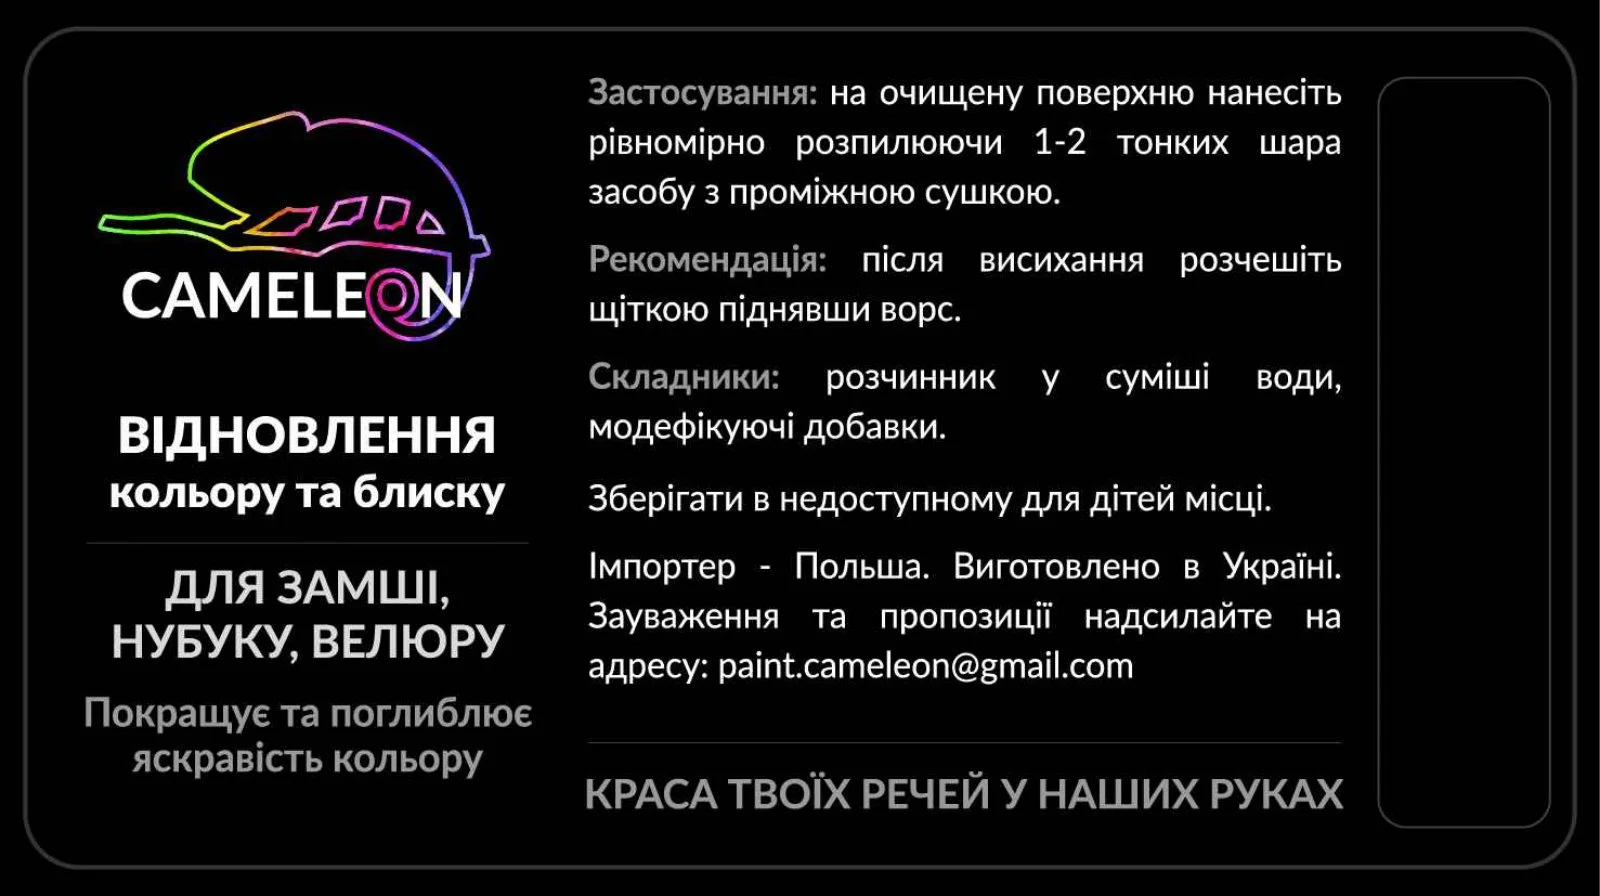 CAMELEON
ВІДНОВЛЕННЯ
кольору та блиску
ДЛЯ ЗАМШІ,
НУБУКУ, ВЕЛЮРУ
Покращує та поглиблює
яскравість кольору
Застосування: на очищену поверхню нанесіть
рівномірно розпилюючи 1-2 тонких шара
засобу з проміжною сушкою.
Рекомендація: після висихання розчешіть
щіткою піднявши ворс.
Складники: розчинник у суміші води,
модефікуючі добавки.
Зберігати в недоступному для дітей місці.
Імпортер - Польша. Виготовлено в Україні.
Зауваження та пропозиції надсилайте на
адресу: paint.cameleon@gmail.com
КРАСА ТВОЇХ РЕЧЕЙ У НАШИХ РУКАХ